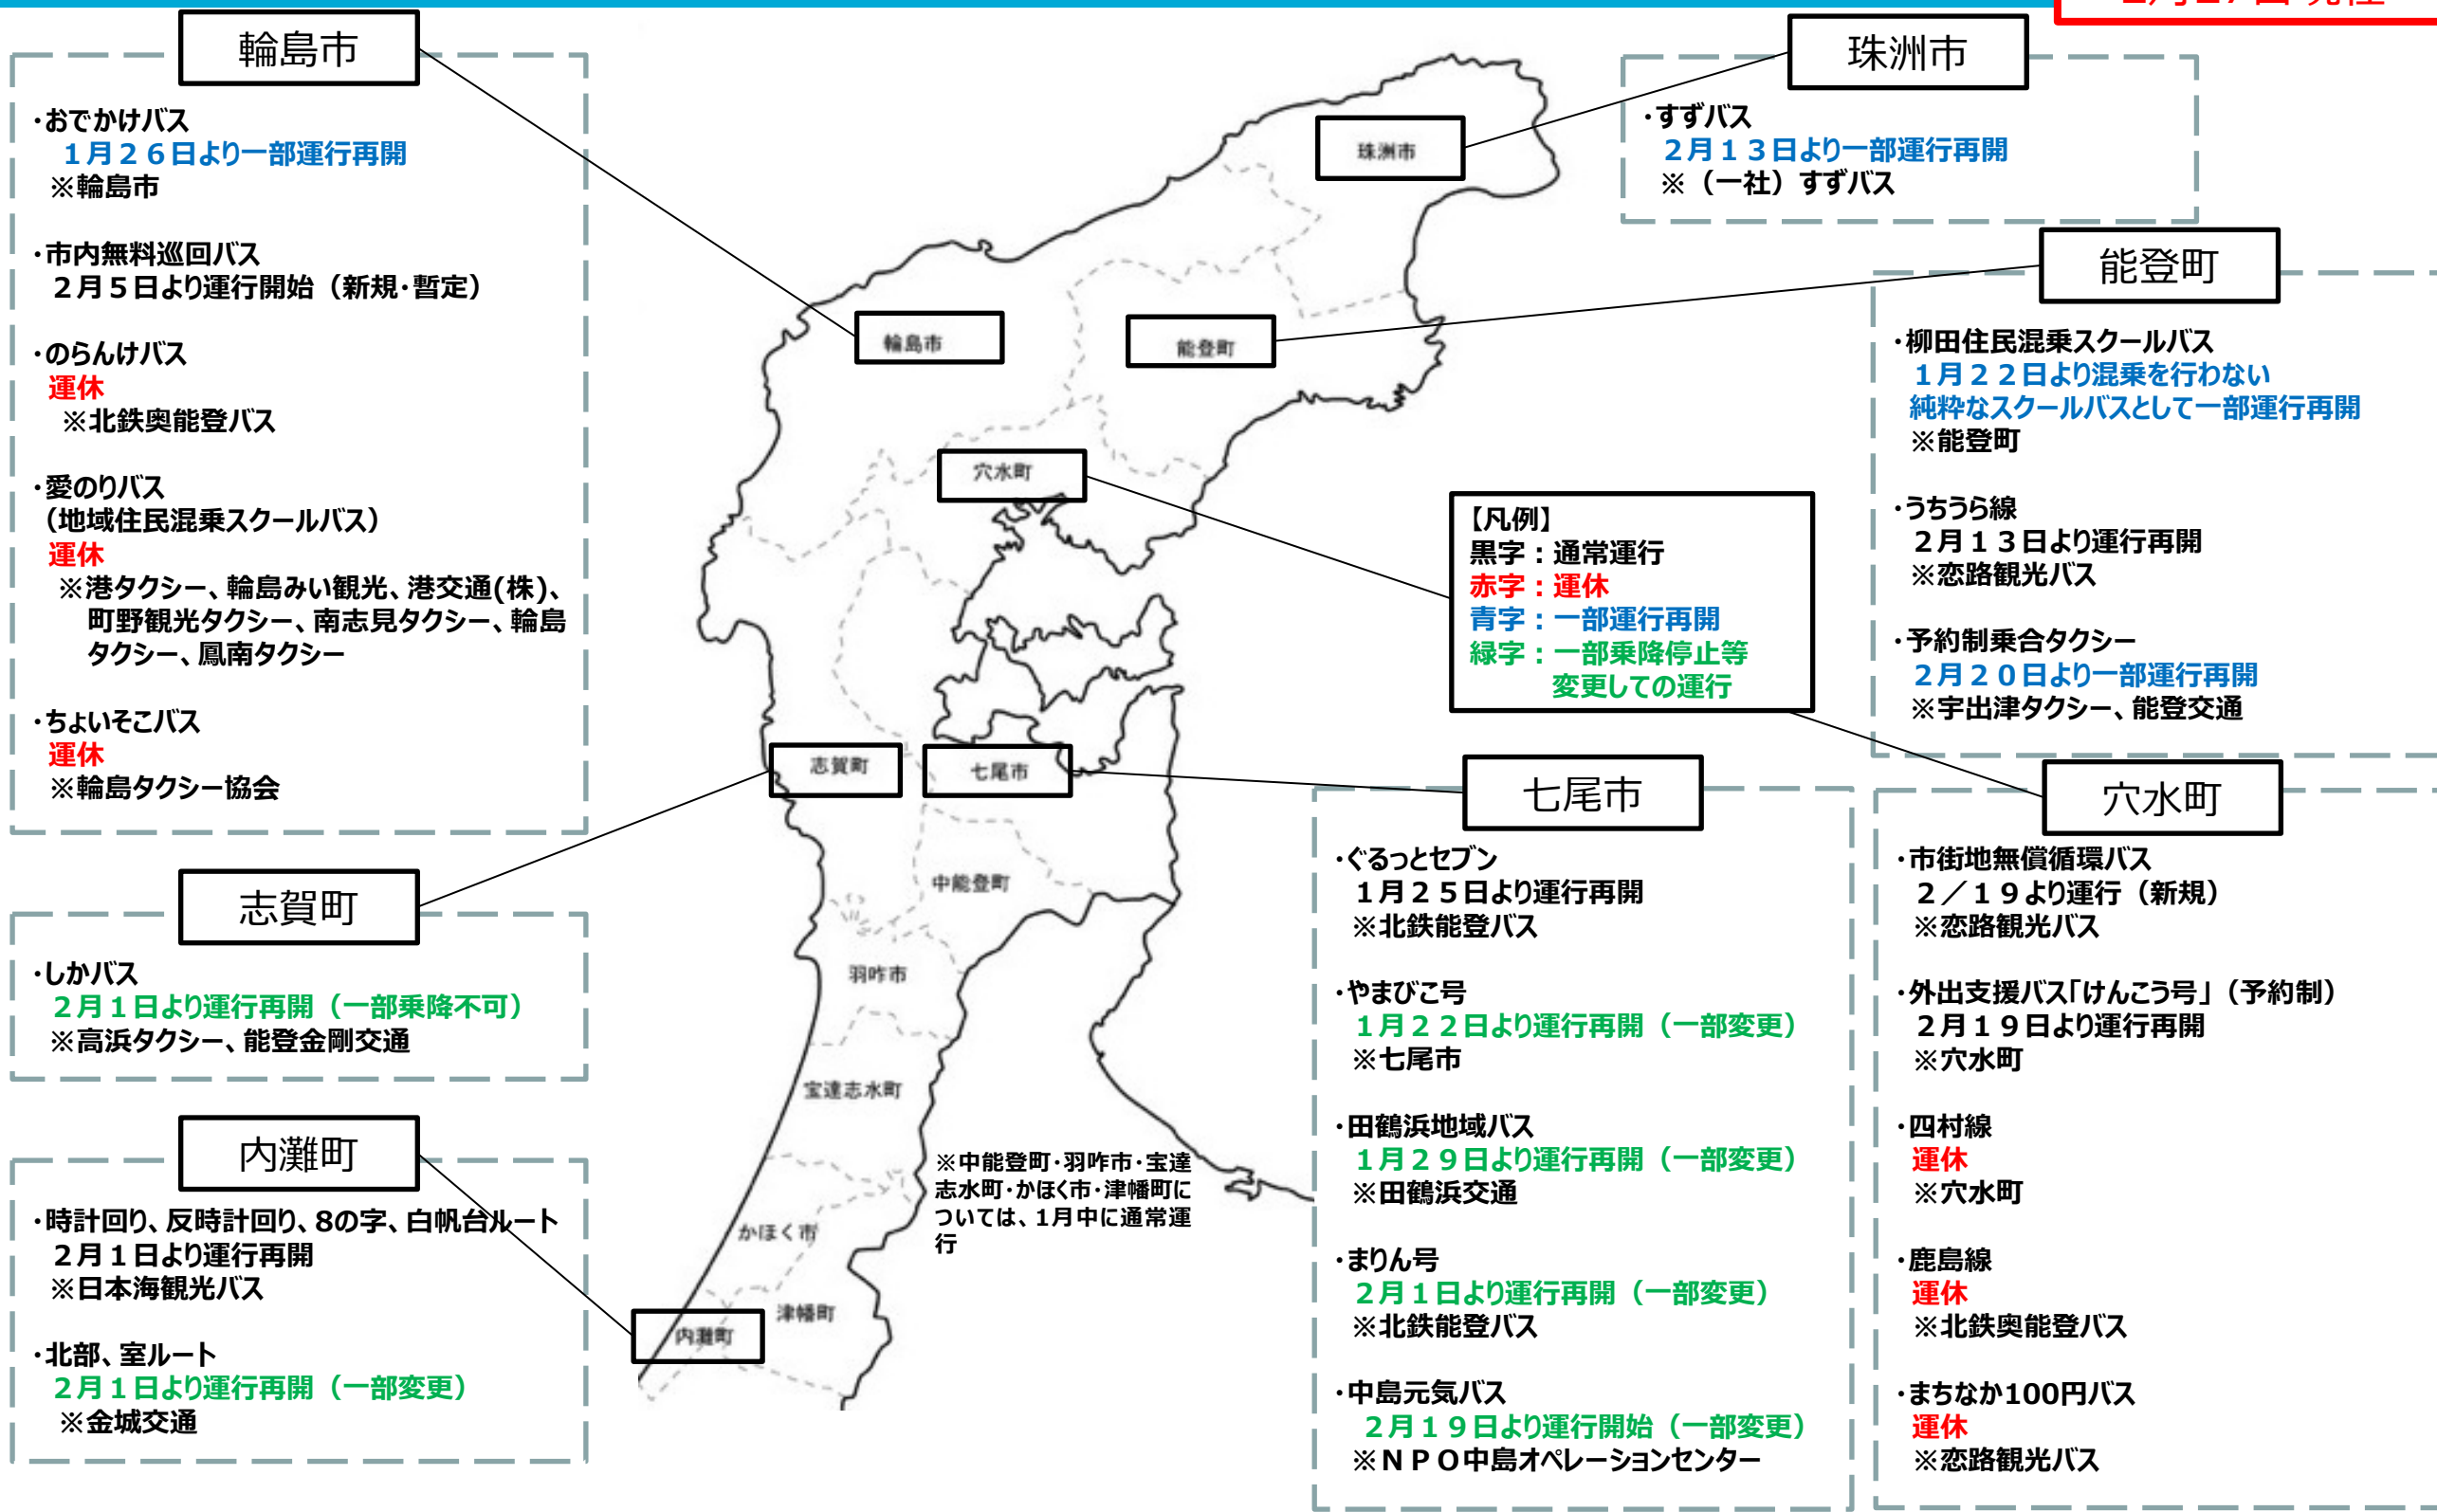 輪島市
・おでかけバス
1月26日より一部運行再開
※輪島市
・市内無料巡回バス
2月5日より運行開始（新規・暫定）
・のらんけバス
運休
※北鉄奥能登バス
・愛のりバス
（地域住民混乗スクールバス）
運休
※港タクシー、輪島みい観光、港交通(株)、
町野観光タクシー、南志見タクシー、輪島
タクシー、鳳南タクシー
・ちょいそこバス
運休
※輪島タクシー協会
志賀町
・しかバス
2月1日より運行再開（一部乗降不可）
※高浜タクシー、能登金剛交通
内灘町
・時計回り、反時計回り、8の字、白帆台ルート
2月1日より運行再開
※日本海観光バス
・北部、室ルート
2月1日より運行再開（一部変更）
※金城交通
珠洲市
輪島市
能登町
穴水町
志賀町
七尾市
中能登町
羽咋市
宝達志水町
かほく市
津幡町
内灘町
※中能登町・羽咋市・宝達
志水町・かほく市・津幡町に
ついては、1月中に通常運
行
【凡例】
黒字：通常運行
赤字：運休
青字：一部運行再開
緑字：一部乗降停止等
変更しての運行
珠洲市
・すずバス
2月13日より一部運行再開
※（一社）すずバス
能登町
・柳田住民混乗スクールバス
1月22日より混乗を行わない
純粋なスクールバスとして一部運行再開
※能登町
・うちうら線
2月13日より運行再開
※恋路観光バス
・予約制乗合タクシー
2月20日より一部運行再開
※宇出津タクシー、能登交通
七尾市
・ぐるっとセブン
1月25日より運行再開
※北鉄能登バス
・やまびこ号
1月22日より運行再開（一部変更）
※七尾市
・田鶴浜地域バス
1月29日より運行再開（一部変更）
※田鶴浜交通
・まりん号
2月1日より運行再開（一部変更）
※北鉄能登バス
・中島元気バス
2月19日より運行開始（一部変更）
※NPO中島オペレーションセンター
穴水町
・市街地無償循環バス
2／19より運行（新規）
※恋路観光バス
・外出支援バス「けんこう号」（予約制）
2月19日より運行再開
※穴水町
・四村線
運休
※穴水町
・鹿島線
運休
※北鉄奥能登バス
・まちなか100円バス
運休
※恋路観光バス